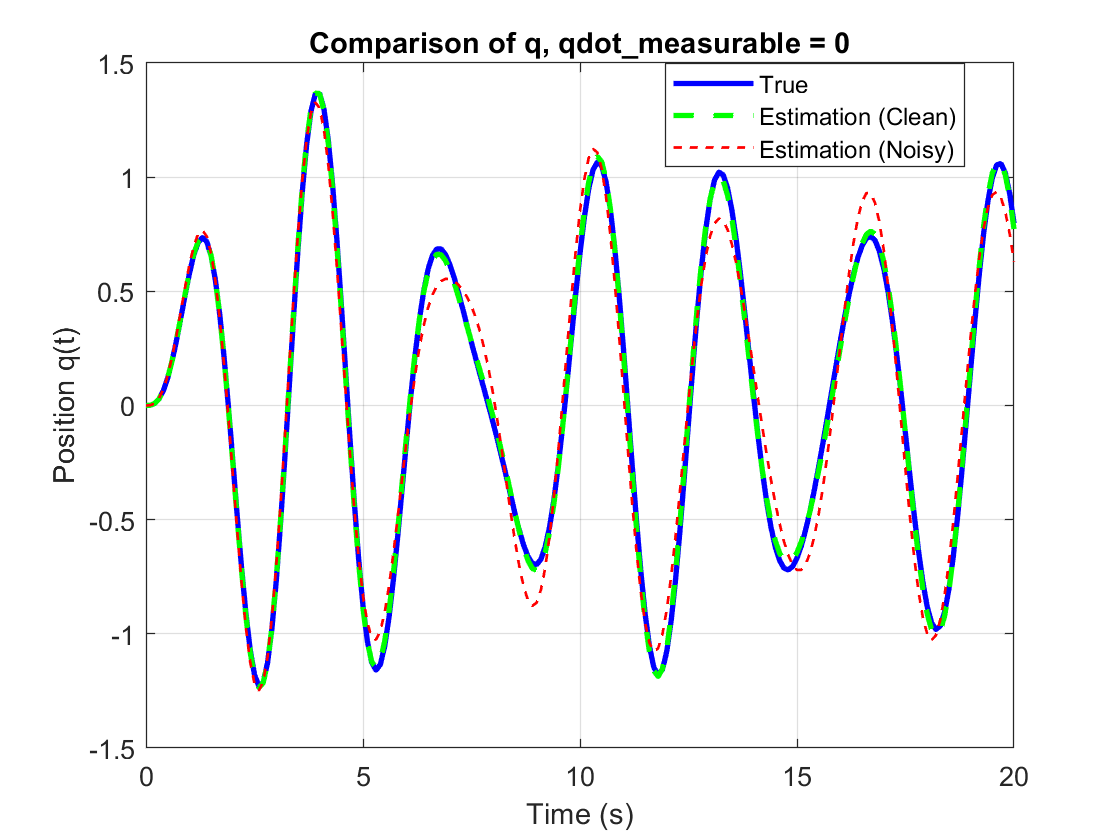 Comparison of q, qdot_measurable = 0
True
Estimation (Clean)
Estimation (Noisy)
1.5
1
0.5
0
-0.5
-1
-1.5
Position q(t)
0
5
10
15
20
Time (s)